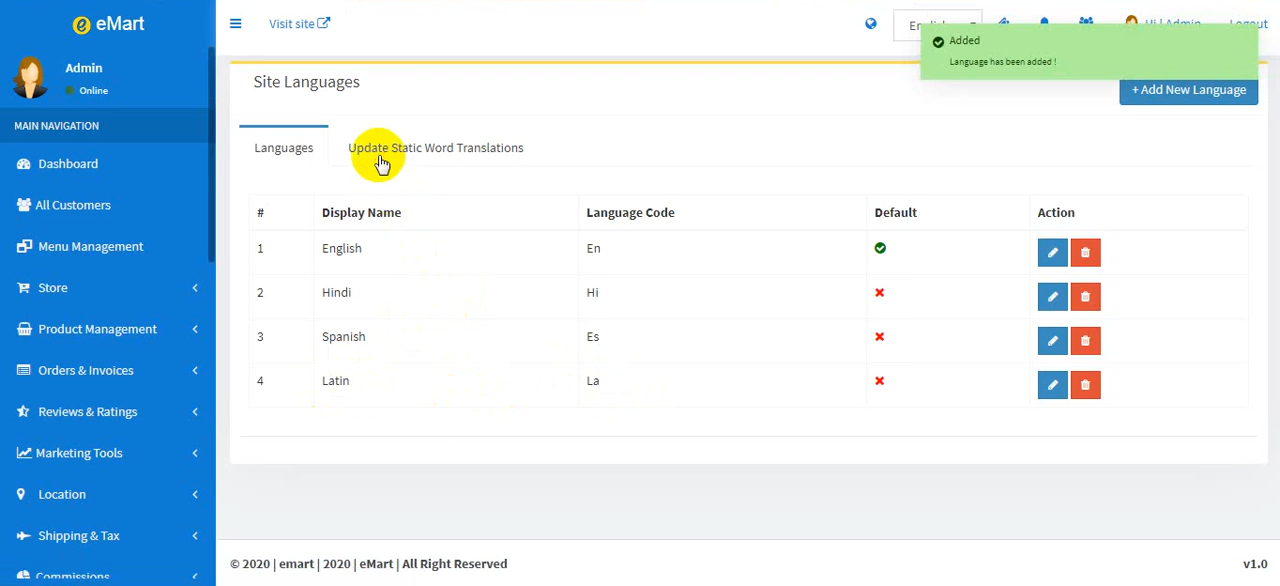 eMart
Visit site
Hi ! Admin
Logout
Added
Language has been added !
Admin
Online
Site Languages
+ Add New Language
MAIN NAVIGATION
Languages
Update Static Word Translations
Dashboard
All Customers
Menu Management
Store
Product Management
Orders & Invoices
Reviews & Ratings
Marketing Tools
Location
Shipping & Tax
Commissions
# Display Name Language Code Default Action
1 English En
2 Hindi Hi
3 Spanish Es
4 Latin La
© 2020 | emart | 2020 | eMart | All Right Reserved
v1.0